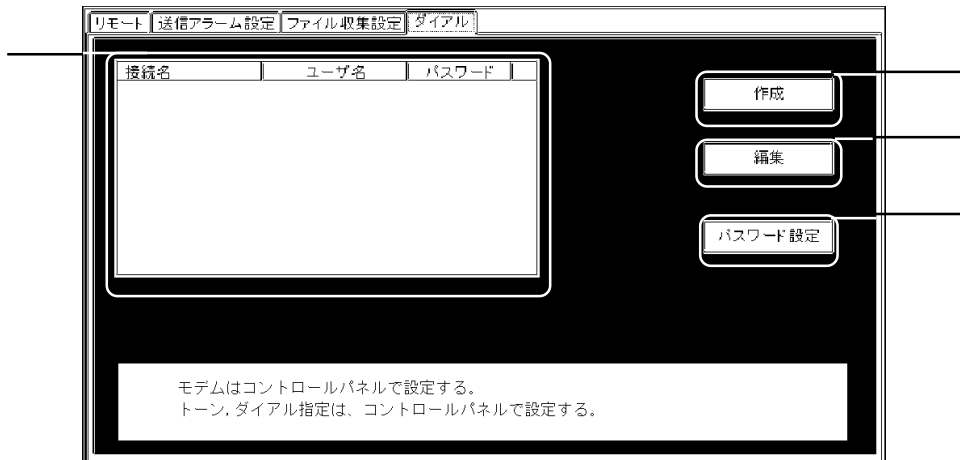 リモート 送信アラーム設定 ファイル収集設定 ダイアル
接続名 ユーザ名 パスワード
作成
編集
パスワード設定
モデムはコントロールパネルで設定する。
トーン,ダイアル指定は、コントロールパネルで設定する。